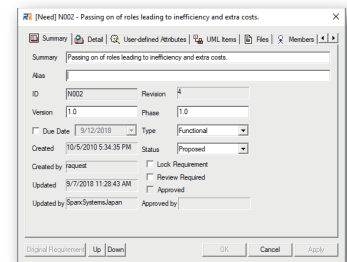 [Need] N002 - Passing on of roles leading to inefficiency and extra costs.
Summary Detail User-defined Attributes UML Items Files Members
Summary Passing on of roles leading to inefficiency and extra costs.
Alias
ID N002 Revision 4
Version 1.0 Phase 1.0
Due Date 9/12/2018 Type Functional
Created 10/5/2010 5:34:35 PM Status Proposed
Created by raquest Lock Requirement
Review Required
Updated 9/7/2018 11:28:43 AM
Approved
Updated by SparxSystemsJapan Approved by
Original Requirement Up Down OK Cancel Apply